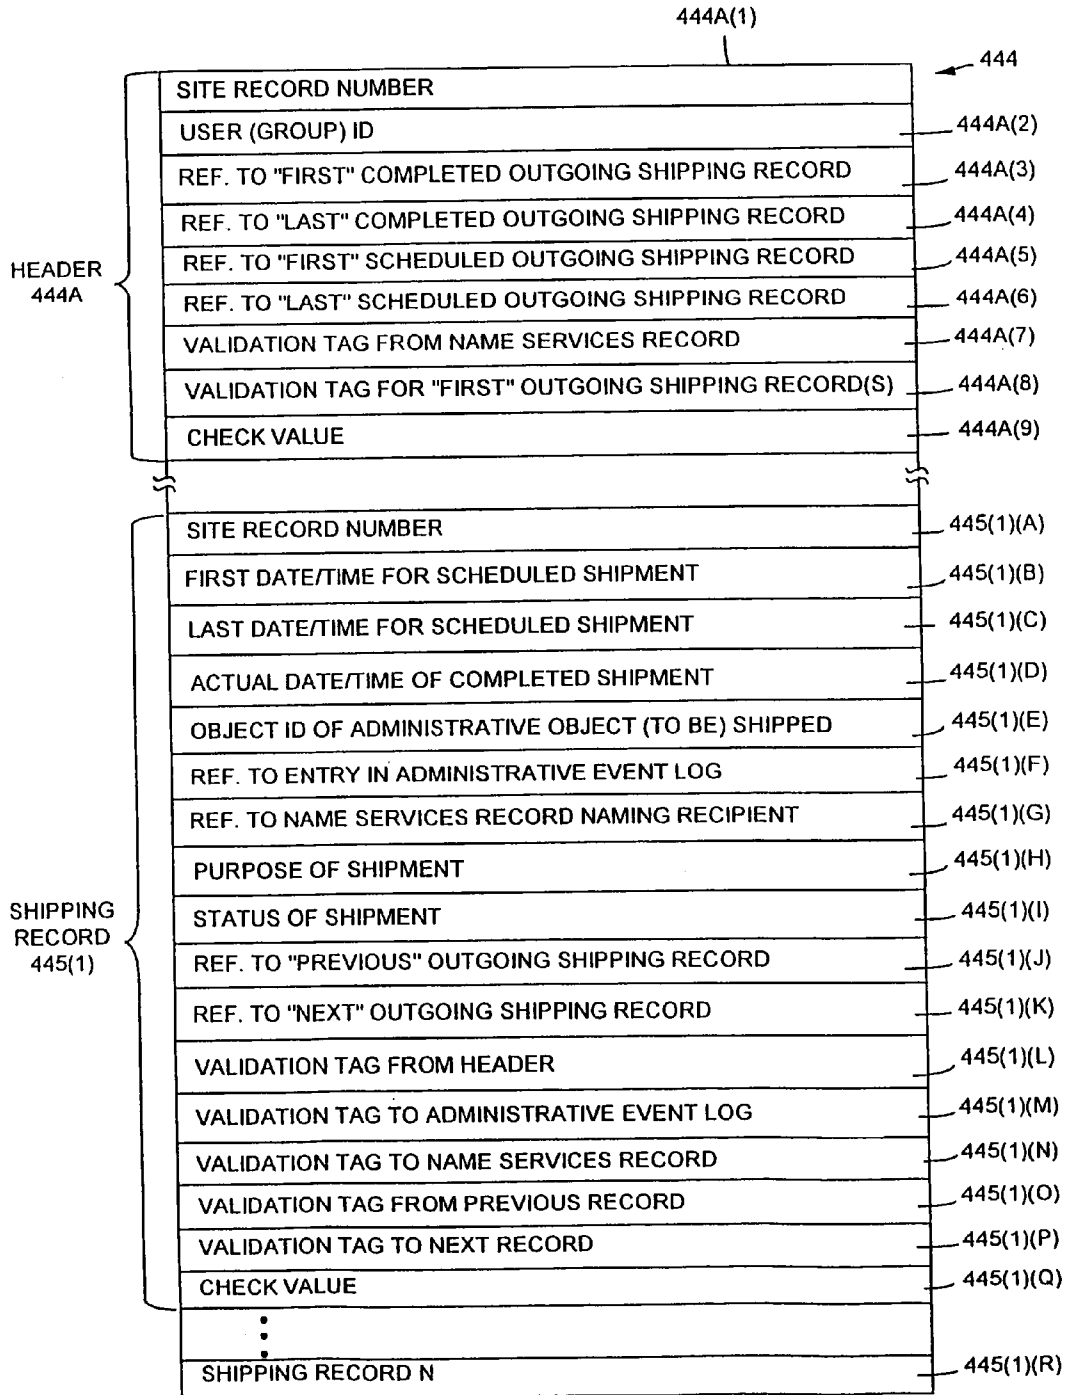 444A(1)
444
SITE RECORD NUMBER
USER (GROUP) ID 444A(2)
REF. TO "FIRST" COMPLETED OUTGOING SHIPPING RECORD 444A(3)
REF. TO "LAST" COMPLETED OUTGOING SHIPPING RECORD 444A(4)
REF. TO "FIRST" SCHEDULED OUTGOING SHIPPING RECORD 444A(5)
REF. TO "LAST" SCHEDULED OUTGOING SHIPPING RECORD 444A(6)
VALIDATION TAG FROM NAME SERVICES RECORD 444A(7)
VALIDATION TAG FOR "FIRST" OUTGOING SHIPPING RECORD(S) 444A(8)
CHECK VALUE 444A(9)
HEADER
444A
SITE RECORD NUMBER 445(1)(A)
FIRST DATE/TIME FOR SCHEDULED SHIPMENT 445(1)(B)
LAST DATE/TIME FOR SCHEDULED SHIPMENT 445(1)(C)
ACTUAL DATE/TIME OF COMPLETED SHIPMENT 445(1)(D)
OBJECT ID OF ADMINISTRATIVE OBJECT (TO BE) SHIPPED 445(1)(E)
REF. TO ENTRY IN ADMINISTRATIVE EVENT LOG 445(1)(F)
REF. TO NAME SERVICES RECORD NAMING RECIPIENT 445(1)(G)
PURPOSE OF SHIPMENT 445(1)(H)
STATUS OF SHIPMENT 445(1)(I)
REF. TO "PREVIOUS" OUTGOING SHIPPING RECORD 445(1)(J)
REF. TO "NEXT" OUTGOING SHIPPING RECORD 445(1)(K)
VALIDATION TAG FROM HEADER 445(1)(L)
VALIDATION TAG TO ADMINISTRATIVE EVENT LOG 445(1)(M)
VALIDATION TAG TO NAME SERVICES RECORD 445(1)(N)
VALIDATION TAG FROM PREVIOUS RECORD 445(1)(O)
VALIDATION TAG TO NEXT RECORD 445(1)(P)
CHECK VALUE 445(1)(Q)
SHIPPING
RECORD
445(1)
SHIPPING RECORD N 445(1)(R)